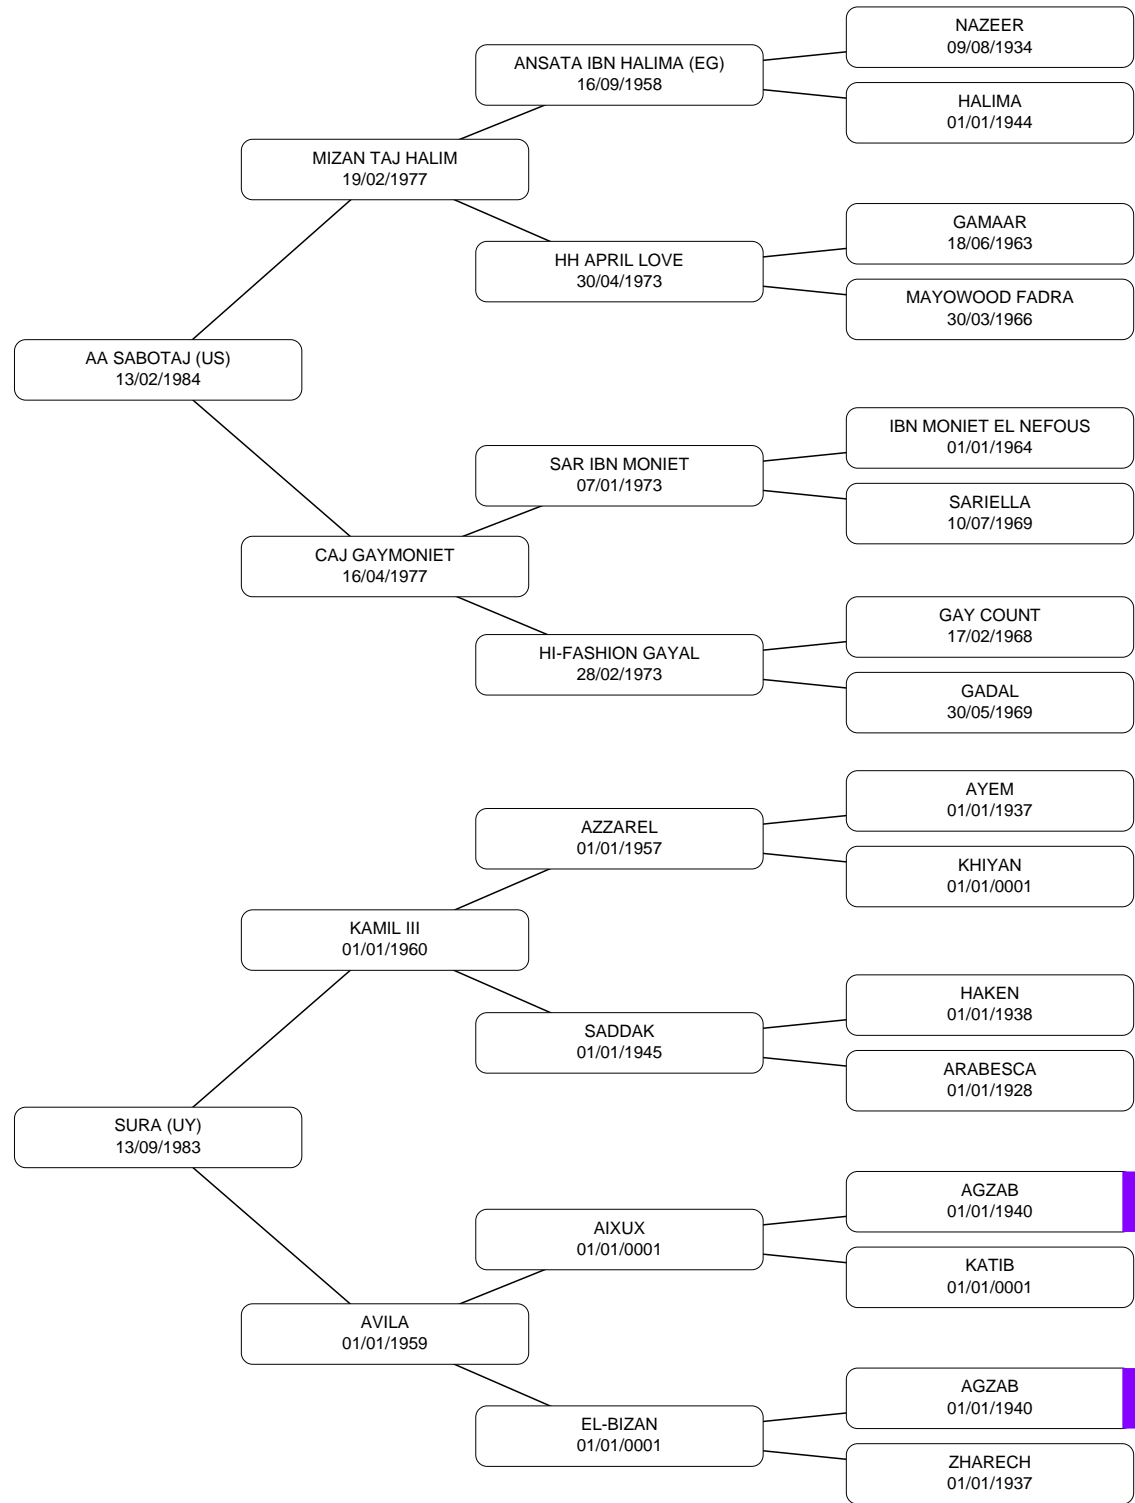 NAZEER
09/08/1934
ANSATA IBN HALIMA (EG)
16/09/1958
HALIMA
01/01/1944
MIZAN TAJ HALIM
19/02/1977
GAMAAR
18/06/1963
HH APRIL LOVE
30/04/1973
MAYOWOOD FADRA
30/03/1966
AA SABOTAJ (US)
13/02/1984
IBN MONIET EL NEFOUS
01/01/1964
SAR IBN MONIET
07/01/1973
SARIELLA
10/07/1969
CAJ GAYMONIET
16/04/1977
GAY COUNT
17/02/1968
HI-FASHION GAYAL
28/02/1973
GADAL
30/05/1969
AYEM
01/01/1937
AZZAREL
01/01/1957
KHIYAN
01/01/0001
KAMIL III
01/01/1960
HAKEN
01/01/1938
SADDAK
01/01/1945
ARABESCA
01/01/1928
SURA (UY)
13/09/1983
AGZAB
01/01/1940
AIXUX
01/01/0001
KATIB
01/01/0001
AVILA
01/01/1959
AGZAB
01/01/1940
EL-BIZAN
01/01/0001
ZHARECH
01/01/1937